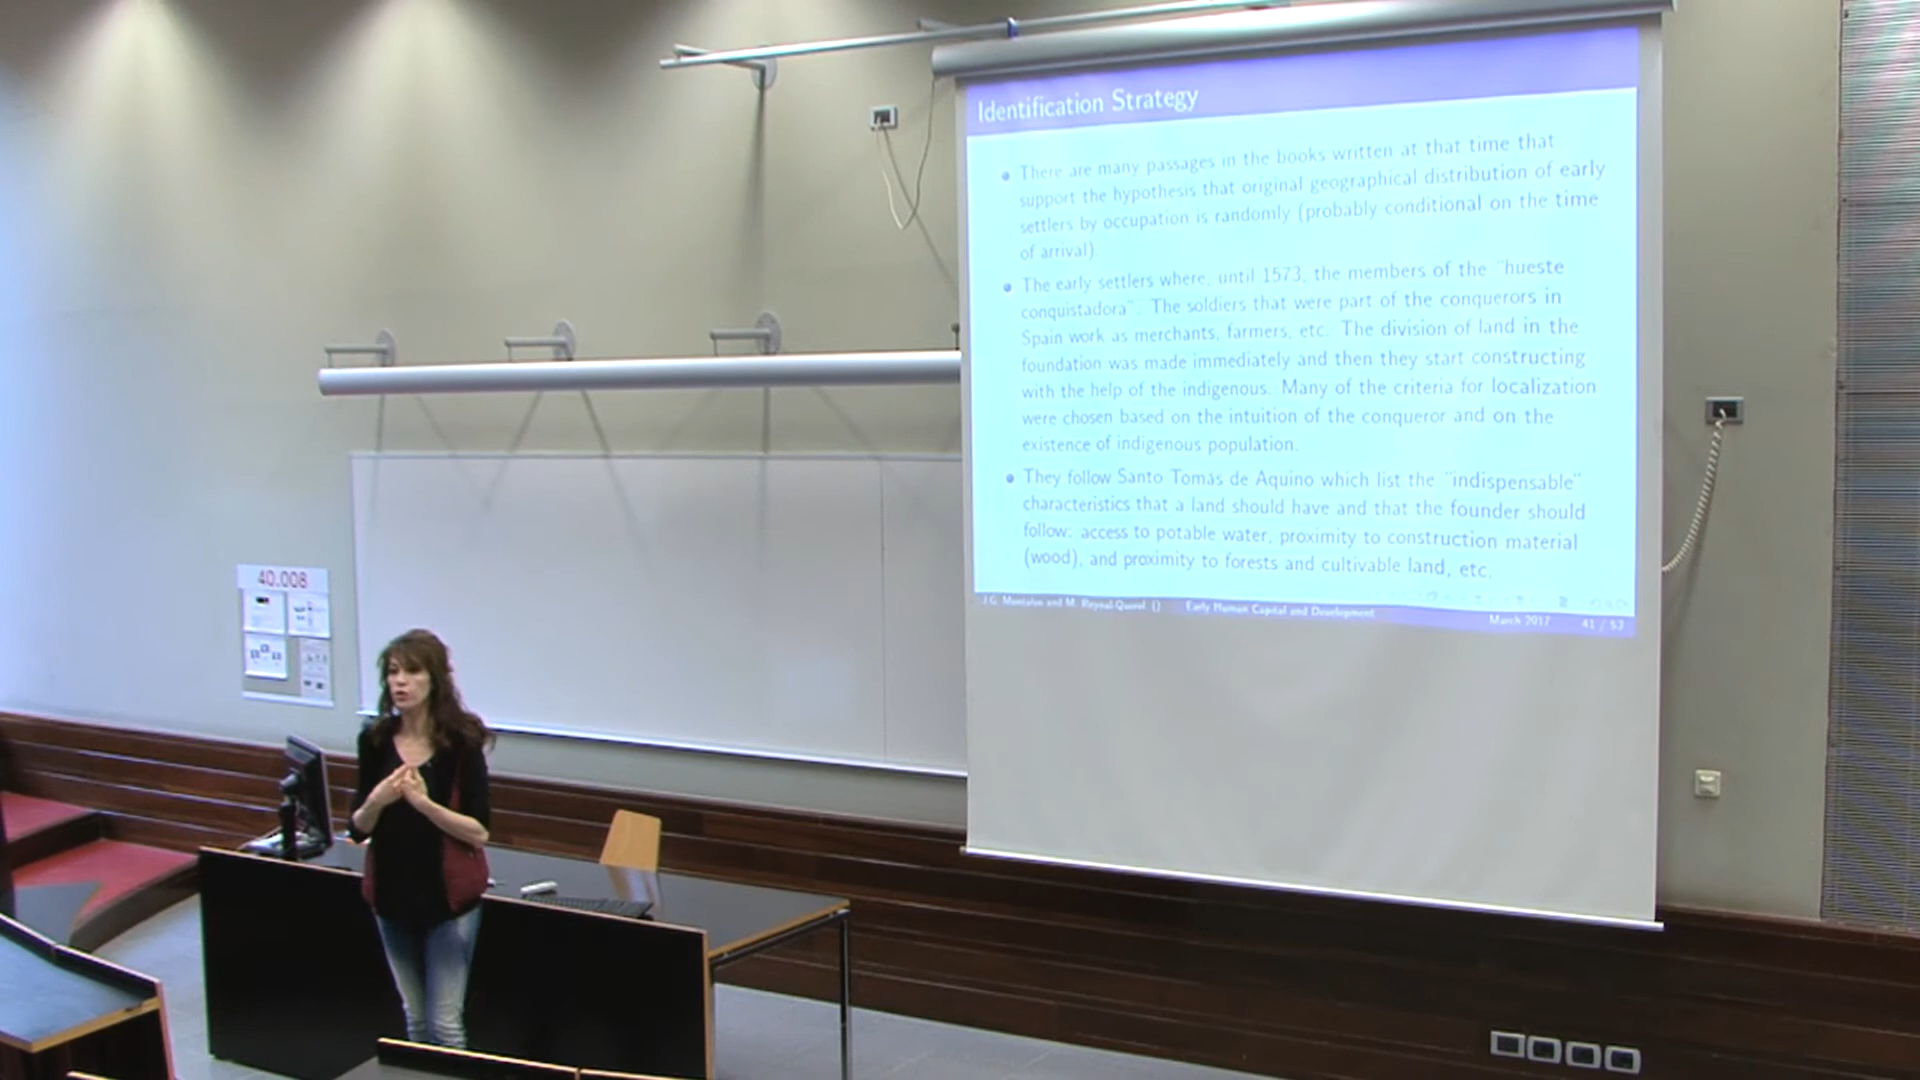 Identification Strategy
There are many passages in the books written at that time that
support the hypothesis that original geographical distribution of early
settlers by occupation is randomly (probably conditional on the time
of arrival).
The early settlers where, until 1573, the members of the "hueste
conquistadora". The soldiers that were part of the conquerors in
Spain work as merchants, farmers, etc. The division of land in the
foundation was made immediately and then they start constructing
with the help of the indigenous. Many of the criteria for localization
were chosen based on the intuition of the conqueror and on the
existence of indigenous population.
They follow Santo Tomás de Aquino which list the "indispensable"
characteristics that a land should have and that the founder should
follow: access to potable water, proximity to construction material
(wood), and proximity to forests and cultivable land, etc.
J.G. Montalvo and M. Reynal-Querol () Early Human Capital and Development March 2017 41 / 53
40.008